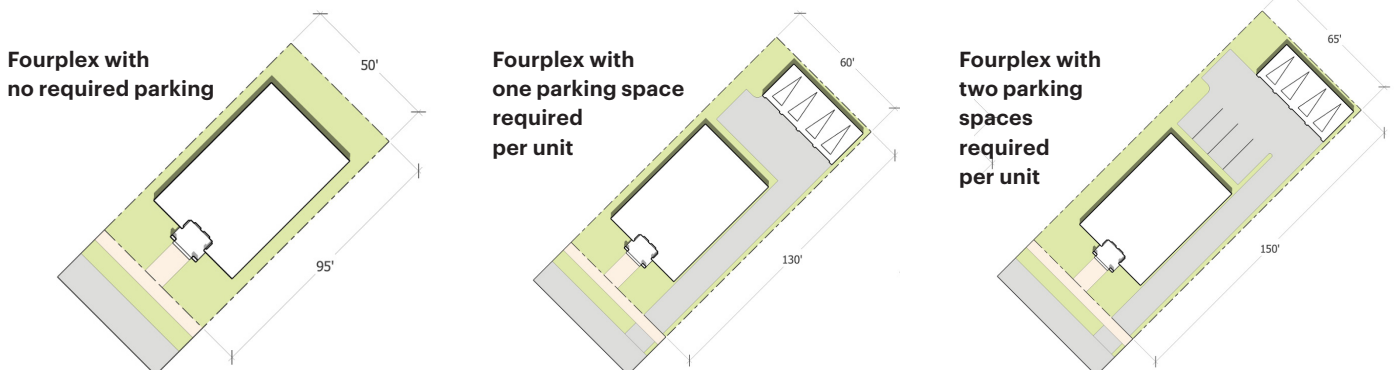 Fourplex with
no required parking
50'
95'
Fourplex with
one parking space
required
per unit
60'
130'
Fourplex with
two parking
spaces
required
per unit
65'
150'